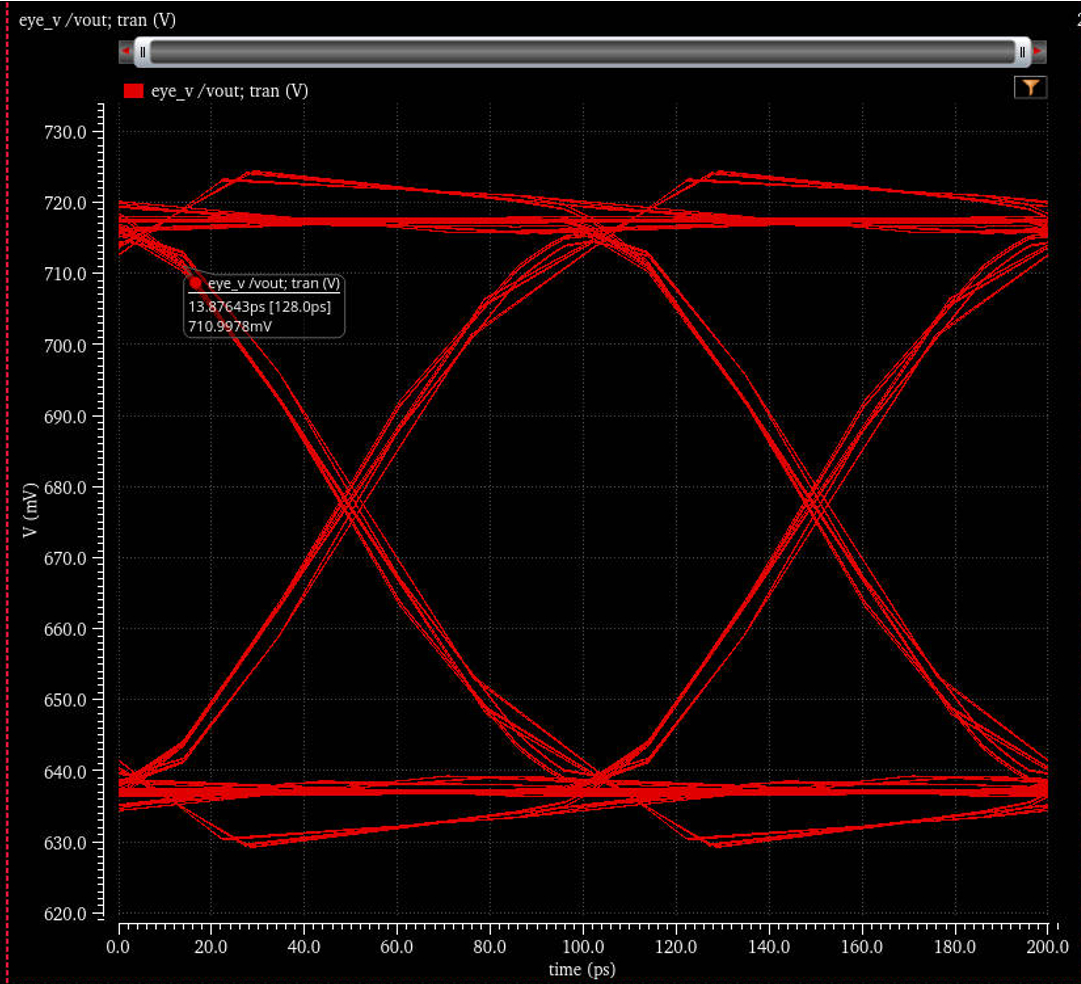 eye_v /vout; tran (V)
eye_v /vout; tran (V)
730.0
720.0
710.0
700.0
690.0
680.0
670.0
660.0
650.0
640.0
630.0
620.0
V (mV)
eye_v /vout; tran (V)
13.87643ps [128.0ps]
710.9978mV
0.0 20.0 40.0 60.0 80.0 100.0 120.0 140.0 160.0 180.0 200.0
time (ps)